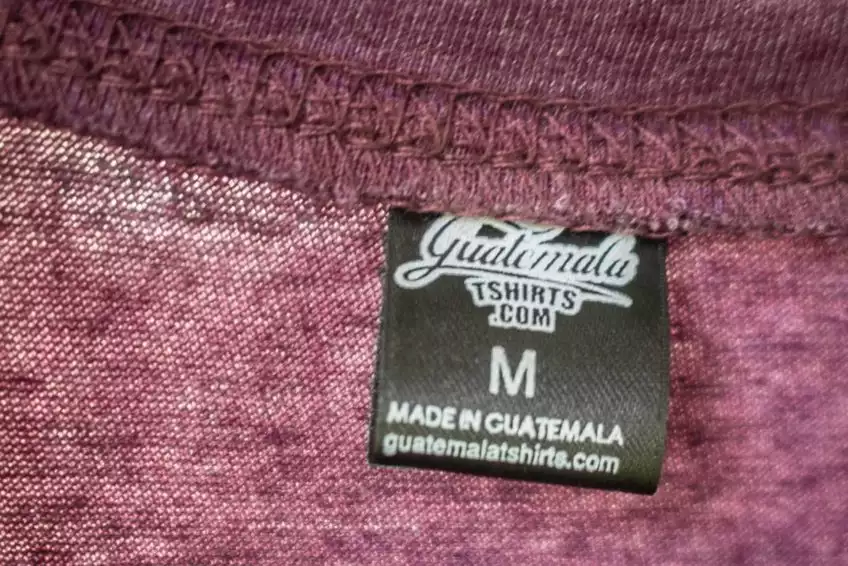 Guatemala
TSHIRTS
.COM
M
MADE IN GUATEMALA
guatemalatshirts.com